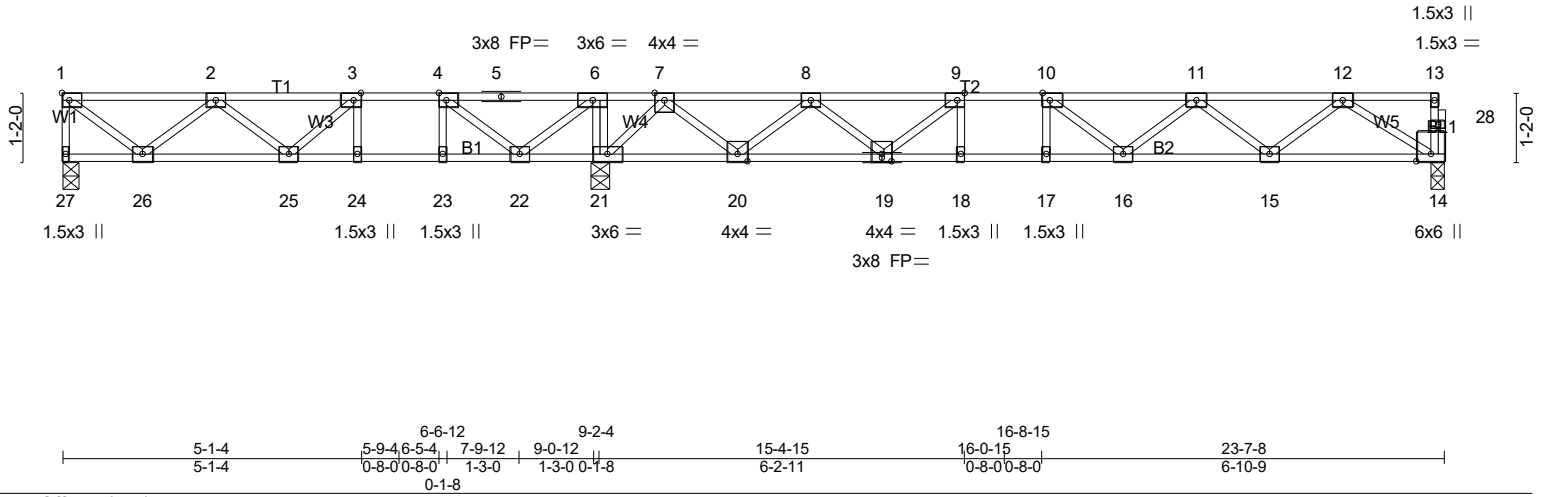 1.5x3 ||
3x8 FP= 3x6 = 4x4 = 1.5x3 =
1 2 3 4 5 6 7 8 9 10 11 12 13
T1 T2
W1 W3 W4 W5 28
1-2-0 1-2-0
B1 B2
27 26 25 24 23 22 21 20 19 18 17 16 15 14
1.5x3 || 1.5x3 || 1.5x3 || 3x6 = 4x4 = 4x4 = 1.5x3 || 1.5x3 || 6x6 ||
3x8 FP=
6-6-12 9-2-4 16-8-15
5-1-4 5-9-4 6-5-4 7-9-12 9-0-12 15-4-15 16-0-15 23-7-8
5-1-4 0-8-0 0-8-0 1-3-0 1-3-0 0-1-8 6-2-11 0-8-0 0-8-0 6-10-9
0-1-8